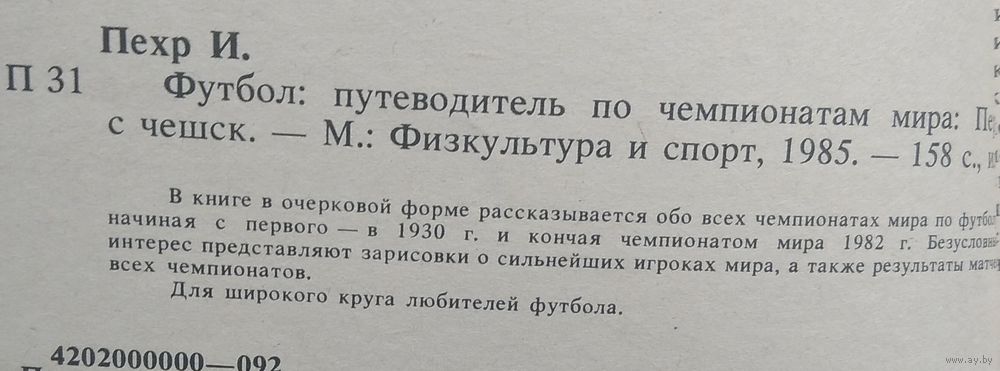 Пехр И.
П 31 Футбол: путеводитель по чемпионатам мира: Пер.
с чешск. — М.: Физкультура и спорт, 1985. — 158 с.,
В книге в очерковой форме рассказывается обо всех чемпионатах мира по
начиная с первого — в 1930 г. и кончая чемпионатом мира 1982 г.
интерес представляют зарисовки о сильнейших игроках мира, а также результаты
всех чемпионатов.
Для широкого круга любителей футбола.
4202000000—092
www.ay.by